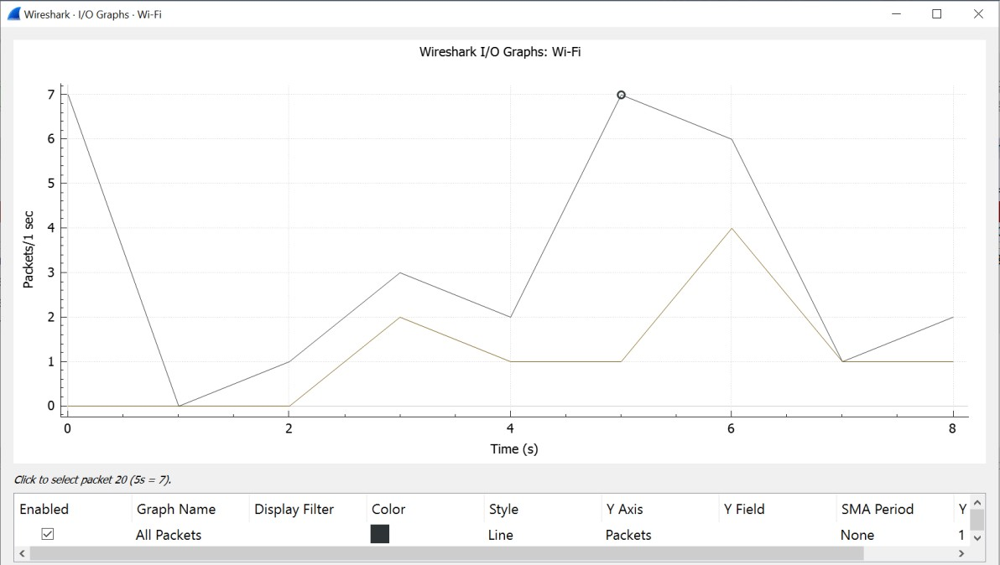 Wireshark · I/O Graphs · Wi-Fi
Wireshark I/O Graphs: Wi-Fi
7
6
5
4
3
2
1
0
Packets/1 sec
0 2 4 6 8
Time (s)
Click to select packet 20 (5s = 7).
Enabled Graph Name Display Filter Color Style Y Axis Y Field SMA Period Y
All Packets Line Packets None 1